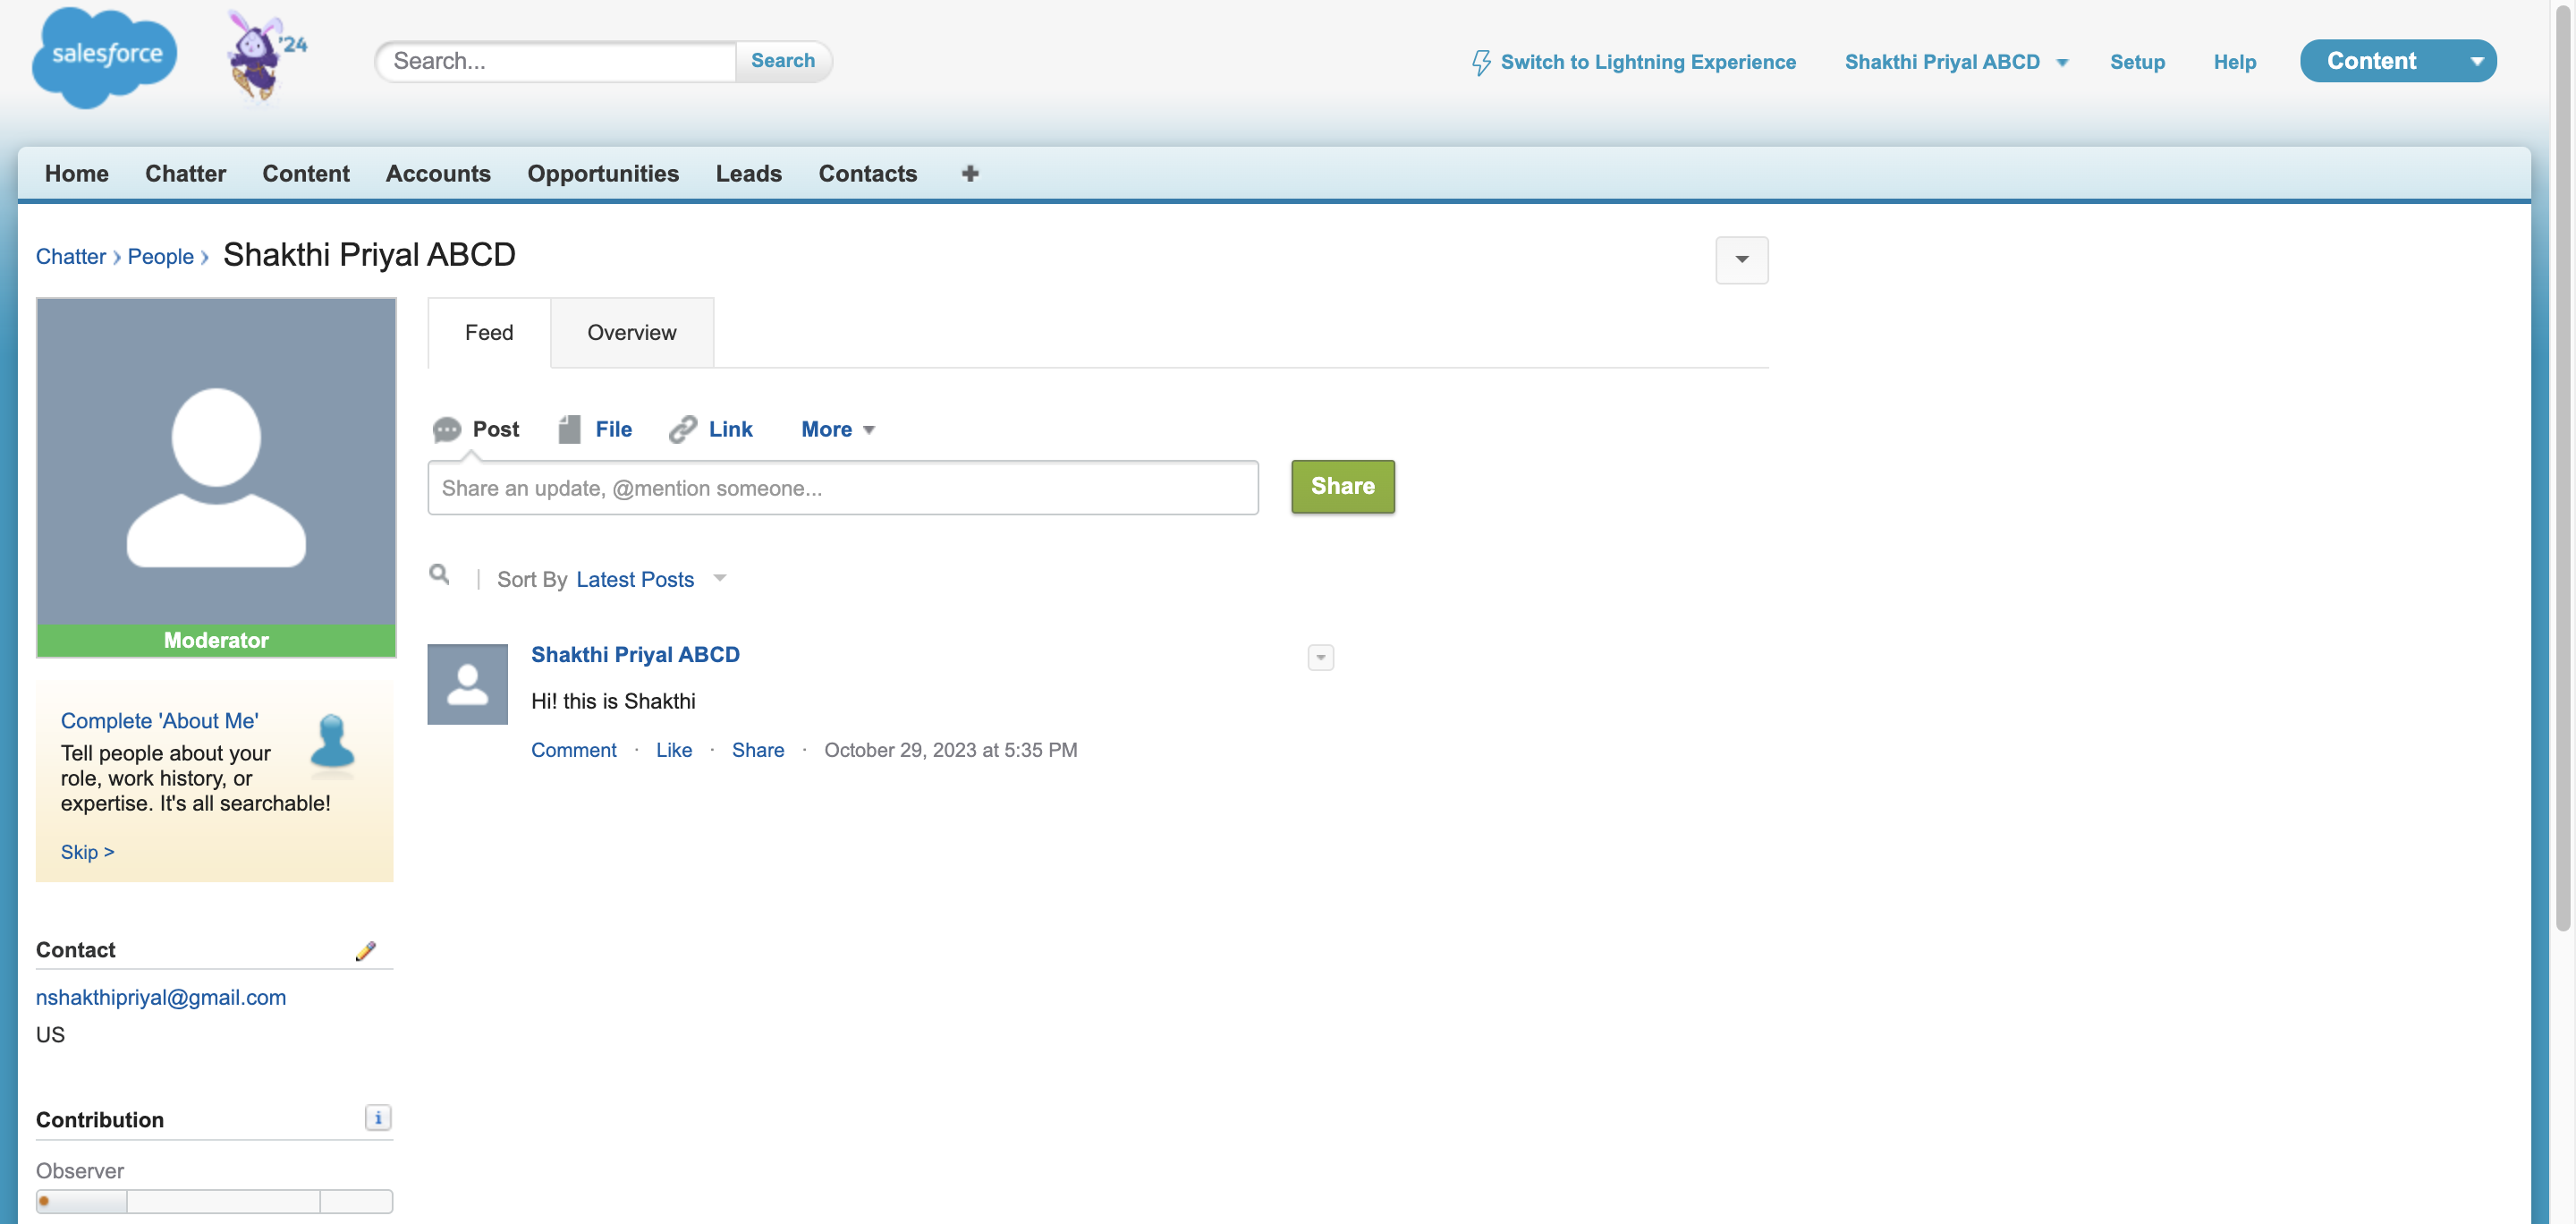 salesforce
'24
Search...
Search
Switch to Lightning Experience
Shakthi Priyal ABCD
Setup
Help
Content
Home
Chatter
Content
Accounts
Opportunities
Leads
Contacts
Chatter
People
Shakthi Priyal ABCD
Feed
Overview
Post
File
Link
More
Share an update, @mention someone...
Share
Sort By Latest Posts
Moderator
Shakthi Priyal ABCD
Hi! this is Shakthi
Comment · Like · Share · October 29, 2023 at 5:35 PM
Complete 'About Me'
Tell people about your
role, work history, or
expertise. It's all searchable!
Skip >
Contact
nshakthipriyal@gmail.com
US
Contribution
i
Observer